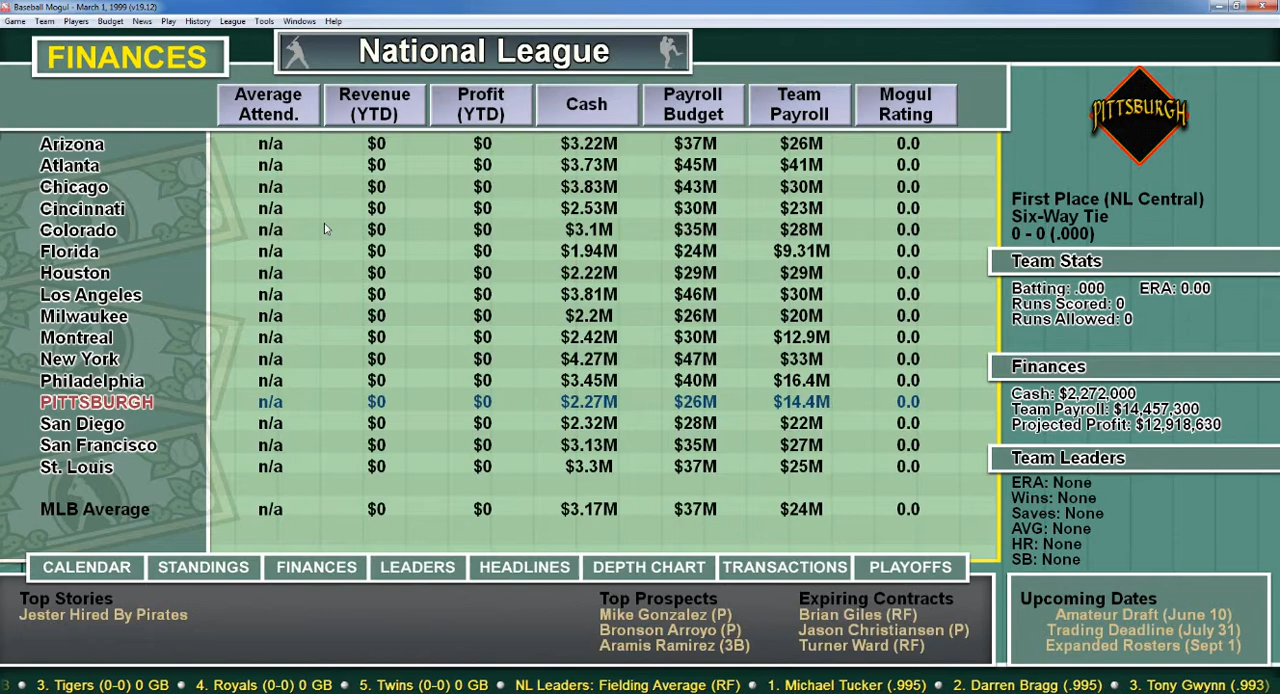 Baseball Mogul - March 1, 1999 (v19.12)
Game Team Players Budget News Play History League Tools Windows Help
FINANCES
National League
Average Attend. Revenue (YTD) Profit (YTD) Cash Payroll Budget Team Payroll Mogul Rating
Arizona n/a $0 $0 $3.22M $37M $26M 0.0
Atlanta n/a $0 $0 $3.73M $45M $41M 0.0
Chicago n/a $0 $0 $3.83M $43M $30M 0.0
Cincinnati n/a $0 $0 $2.53M $30M $23M 0.0
Colorado n/a $0 $0 $3.1M $35M $28M 0.0
Florida n/a $0 $0 $1.94M $24M $9.31M 0.0
Houston n/a $0 $0 $2.22M $29M $29M 0.0
Los Angeles n/a $0 $0 $3.81M $46M $30M 0.0
Milwaukee n/a $0 $0 $2.2M $26M $20M 0.0
Montreal n/a $0 $0 $2.42M $30M $12.9M 0.0
New York n/a $0 $0 $4.27M $47M $33M 0.0
Philadelphia n/a $0 $0 $3.45M $40M $16.4M 0.0
PITTSBURGH n/a $0 $0 $2.27M $26M $14.4M 0.0
San Diego n/a $0 $0 $2.32M $28M $22M 0.0
San Francisco n/a $0 $0 $3.13M $35M $27M 0.0
St. Louis n/a $0 $0 $3.3M $37M $25M 0.0
MLB Average n/a $0 $0 $3.17M $37M $24M 0.0
PITTSBURGH
First Place (NL Central)
Six-Way Tie
0 - 0 (.000)
Team Stats
Batting: .000 ERA: 0.00
Runs Scored: 0
Runs Allowed: 0
Finances
Cash: $2,272,000
Team Payroll: $14,457,300
Projected Profit: $12,918,630
Team Leaders
ERA: None
Wins: None
Saves: None
AVG: None
HR: None
SB: None
CALENDAR STANDINGS FINANCES LEADERS HEADLINES DEPTH CHART TRANSACTIONS PLAYOFFS
Top Stories
Jester Hired By Pirates
Top Prospects
Mike Gonzalez (P)
Bronson Arroyo (P)
Aramis Ramirez (3B)
Expiring Contracts
Brian Giles (RF)
Jason Christiansen (P)
Turner Ward (RF)
Upcoming Dates
Amateur Draft (June 10)
Trading Deadline (July 31)
Expanded Rosters (Sept 1)
3. Tigers (0-0) 0 GB • 4. Royals (0-0) 0 GB • 5. Twins (0-0) 0 GB • NL Leaders: Fielding Average (RF) • 1. Michael Tucker (.995) • 2. Darren Bragg (.995) • 3. Tony Gwynn (.993)